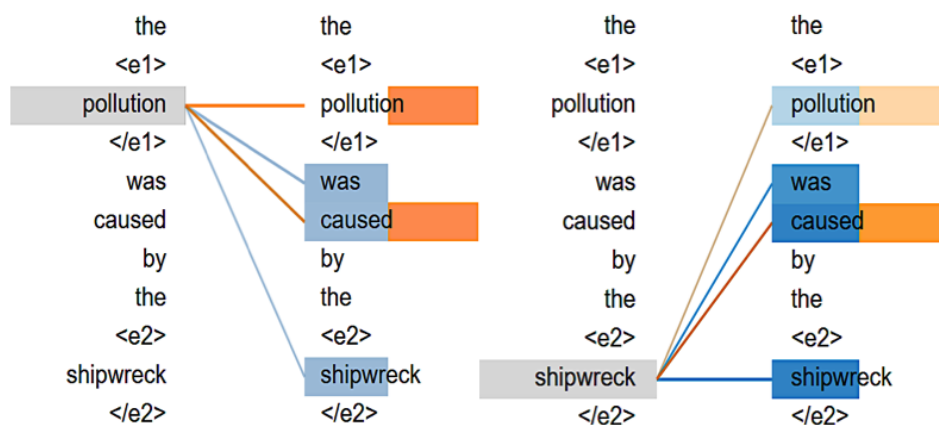 the the the the
<e1> <e1> <e1> <e1>
pollution pollution pollution pollution
</e1> </e1> </e1> </e1>
was was was was
caused caused caused caused
by by by by
the the the the
<e2> <e2> <e2> <e2>
shipwreck shipwreck shipwreck shipwreck
</e2> </e2> </e2> </e2>